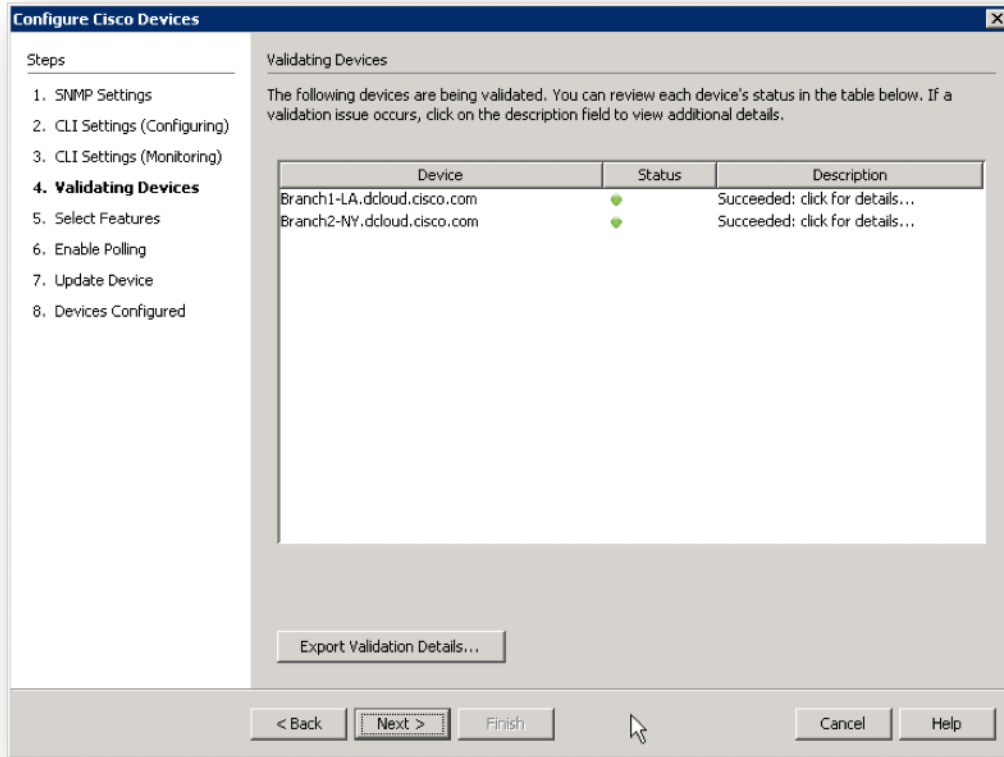 Configure Cisco Devices
Steps
1. SNMP Settings
2. CLI Settings (Configuring)
3. CLI Settings (Monitoring)
4. Validating Devices
5. Select Features
6. Enable Polling
7. Update Device
8. Devices Configured
Validating Devices
The following devices are being validated. You can review each device's status in the table below. If a
validation issue occurs, click on the description field to view additional details.
Device Status Description
Branch1-LA.dcloud.cisco.com Succeeded: click for details...
Branch2-NY.dcloud.cisco.com Succeeded: click for details...
Export Validation Details...
< Back Next > Finish Cancel Help